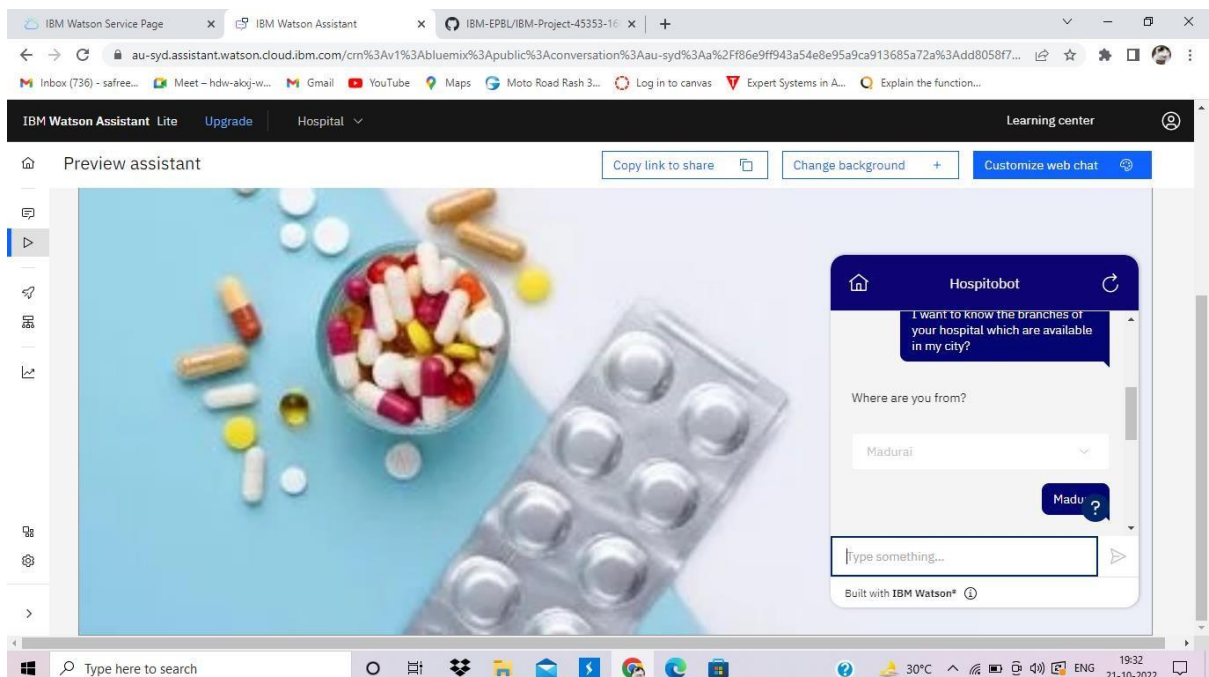 IBM Watson Service Page
IBM Watson Assistant
IBM-EPBL/IBM-Project-45353-16
au-syd.assistant.watson.cloud.ibm.com/crn%3Av1%3Abluemix%3Apublic%3Aconversation%3Aau-syd%3Aa%2Ff86e9ff943a54e8e95a9ca913685a72a%3Add8058f7...
Inbox (736) - safree... Meet – hdw-akxj-w... Gmail YouTube Maps Moto Road Rash 3... Log in to canvas Expert Systems in A... Explain the function...
IBM Watson Assistant Lite Upgrade Hospital Learning center
Preview assistant Copy link to share Change background + Customize web chat
Hospitobot
I want to know the branches of
your hospital which are available
in my city?
Where are you from?
Madurai
Madu
?
Type something...
Built with IBM Watson®
Type here to search 30°C ENG 19:32
21-10-2022